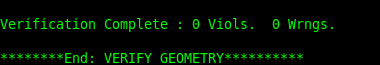 Verification Complete : 0 Viols.  0 Wrngs.
********End: VERIFY GEOMETRY**********